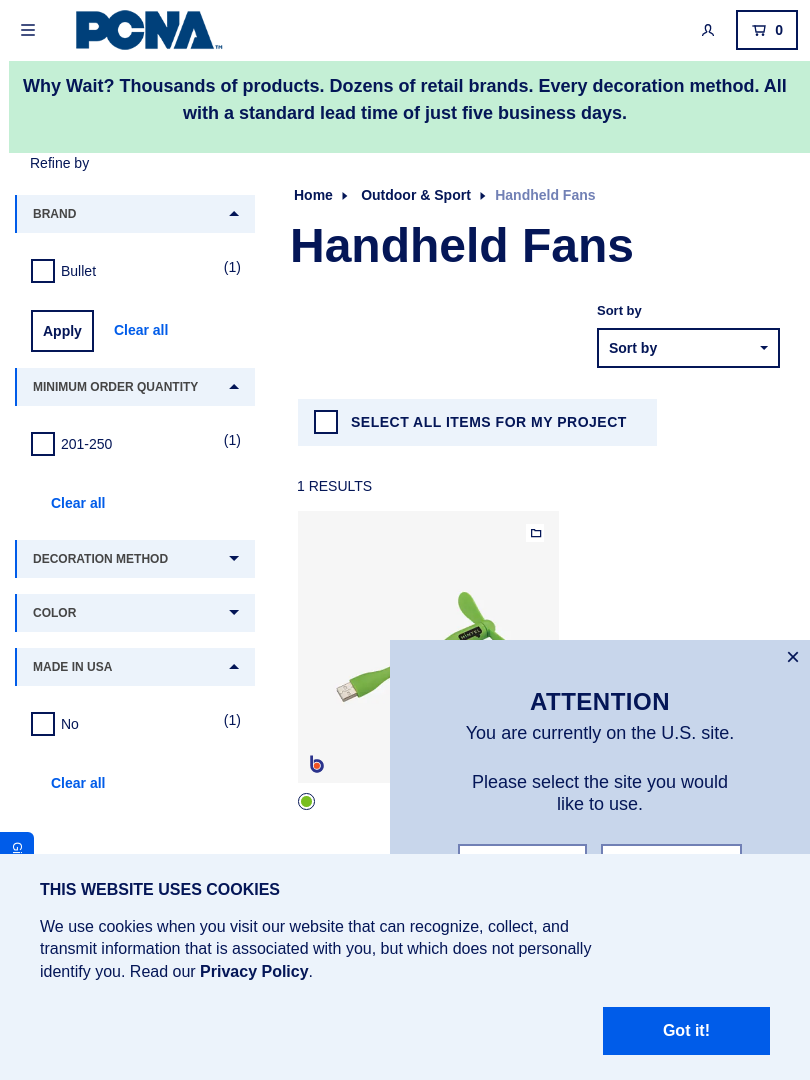 PCNA™
0
Why Wait? Thousands of products. Dozens of retail brands. Every decoration method. All
with a standard lead time of just five business days.
Refine by
BRAND
Bullet (1)
Apply Clear all
MINIMUM ORDER QUANTITY
201-250 (1)
Clear all
DECORATION METHOD
COLOR
MADE IN USA
No (1)
Clear all
Home Outdoor & Sport Handheld Fans
Handheld Fans
Sort by
Sort by
SELECT ALL ITEMS FOR MY PROJECT
1 RESULTS
b
ATTENTION
You are currently on the U.S. site.
Please select the site you would
like to use.
THIS WEBSITE USES COOKIES
We use cookies when you visit our website that can recognize, collect, and
transmit information that is associated with you, but which does not personally
identify you. Read our Privacy Policy.
Got it!